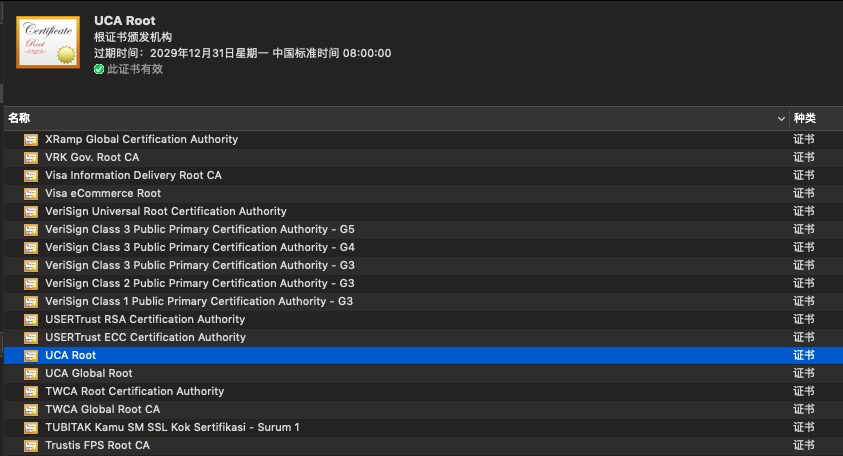 Certificate
Root
UCA Root
根证书颁发机构
过期时间：2029年12月31日星期一 中国标准时间 08:00:00
此证书有效
名称 种类
XRamp Global Certification Authority 证书
VRK Gov. Root CA 证书
Visa Information Delivery Root CA 证书
Visa eCommerce Root 证书
VeriSign Universal Root Certification Authority 证书
VeriSign Class 3 Public Primary Certification Authority - G5 证书
VeriSign Class 3 Public Primary Certification Authority - G4 证书
VeriSign Class 3 Public Primary Certification Authority - G3 证书
VeriSign Class 2 Public Primary Certification Authority - G3 证书
VeriSign Class 1 Public Primary Certification Authority - G3 证书
USERTrust RSA Certification Authority 证书
USERTrust ECC Certification Authority 证书
UCA Root 证书
UCA Global Root 证书
TWCA Root Certification Authority 证书
TWCA Global Root CA 证书
TUBITAK Kamu SM SSL Kok Sertifikasi - Surum 1 证书
Trustis FPS Root CA 证书